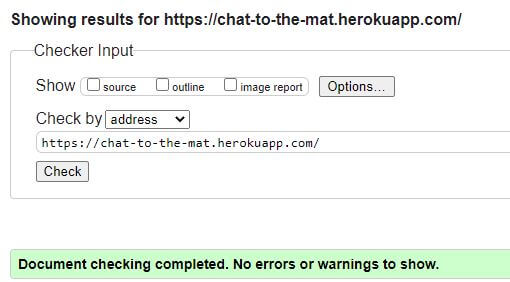 Showing results for https://chat-to-the-mat.herokuapp.com/
Checker Input
Show source outline image report Options...
Check by address
https://chat-to-the-mat.herokuapp.com/
Check
Document checking completed. No errors or warnings to show.